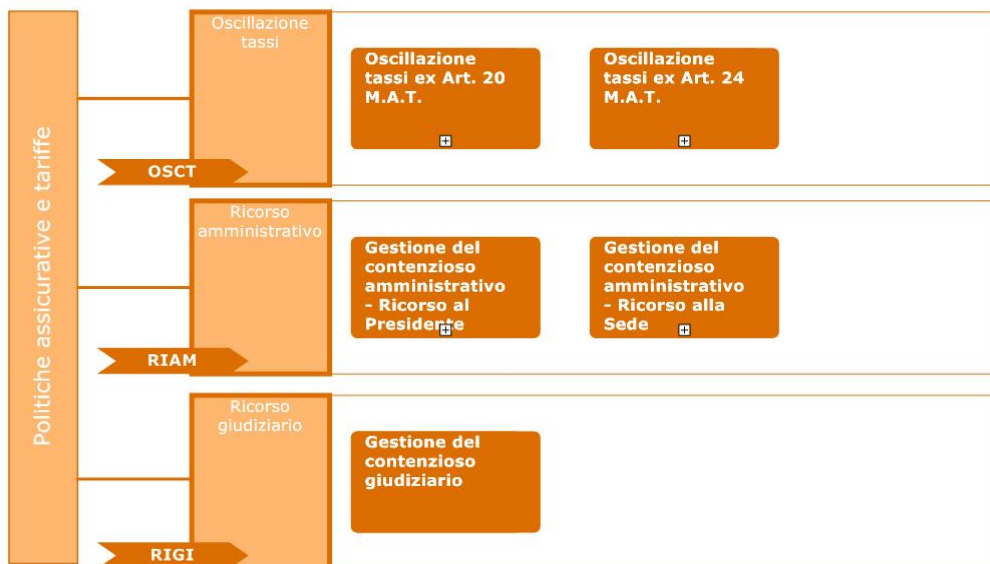 Politiche assicurative e tariffe
Oscillazione
tassi
OSCT
Oscillazione
tassi ex Art. 20
M.A.T.
Oscillazione
tassi ex Art. 24
M.A.T.
Ricorso
amministrativo
RIAM
Gestione del
contenzioso
amministrativo
- Ricorso al
Presidente
Gestione del
contenzioso
amministrativo
- Ricorso alla
Sede
Ricorso
giudiziario
RIGI
Gestione del
contenzioso
giudiziario